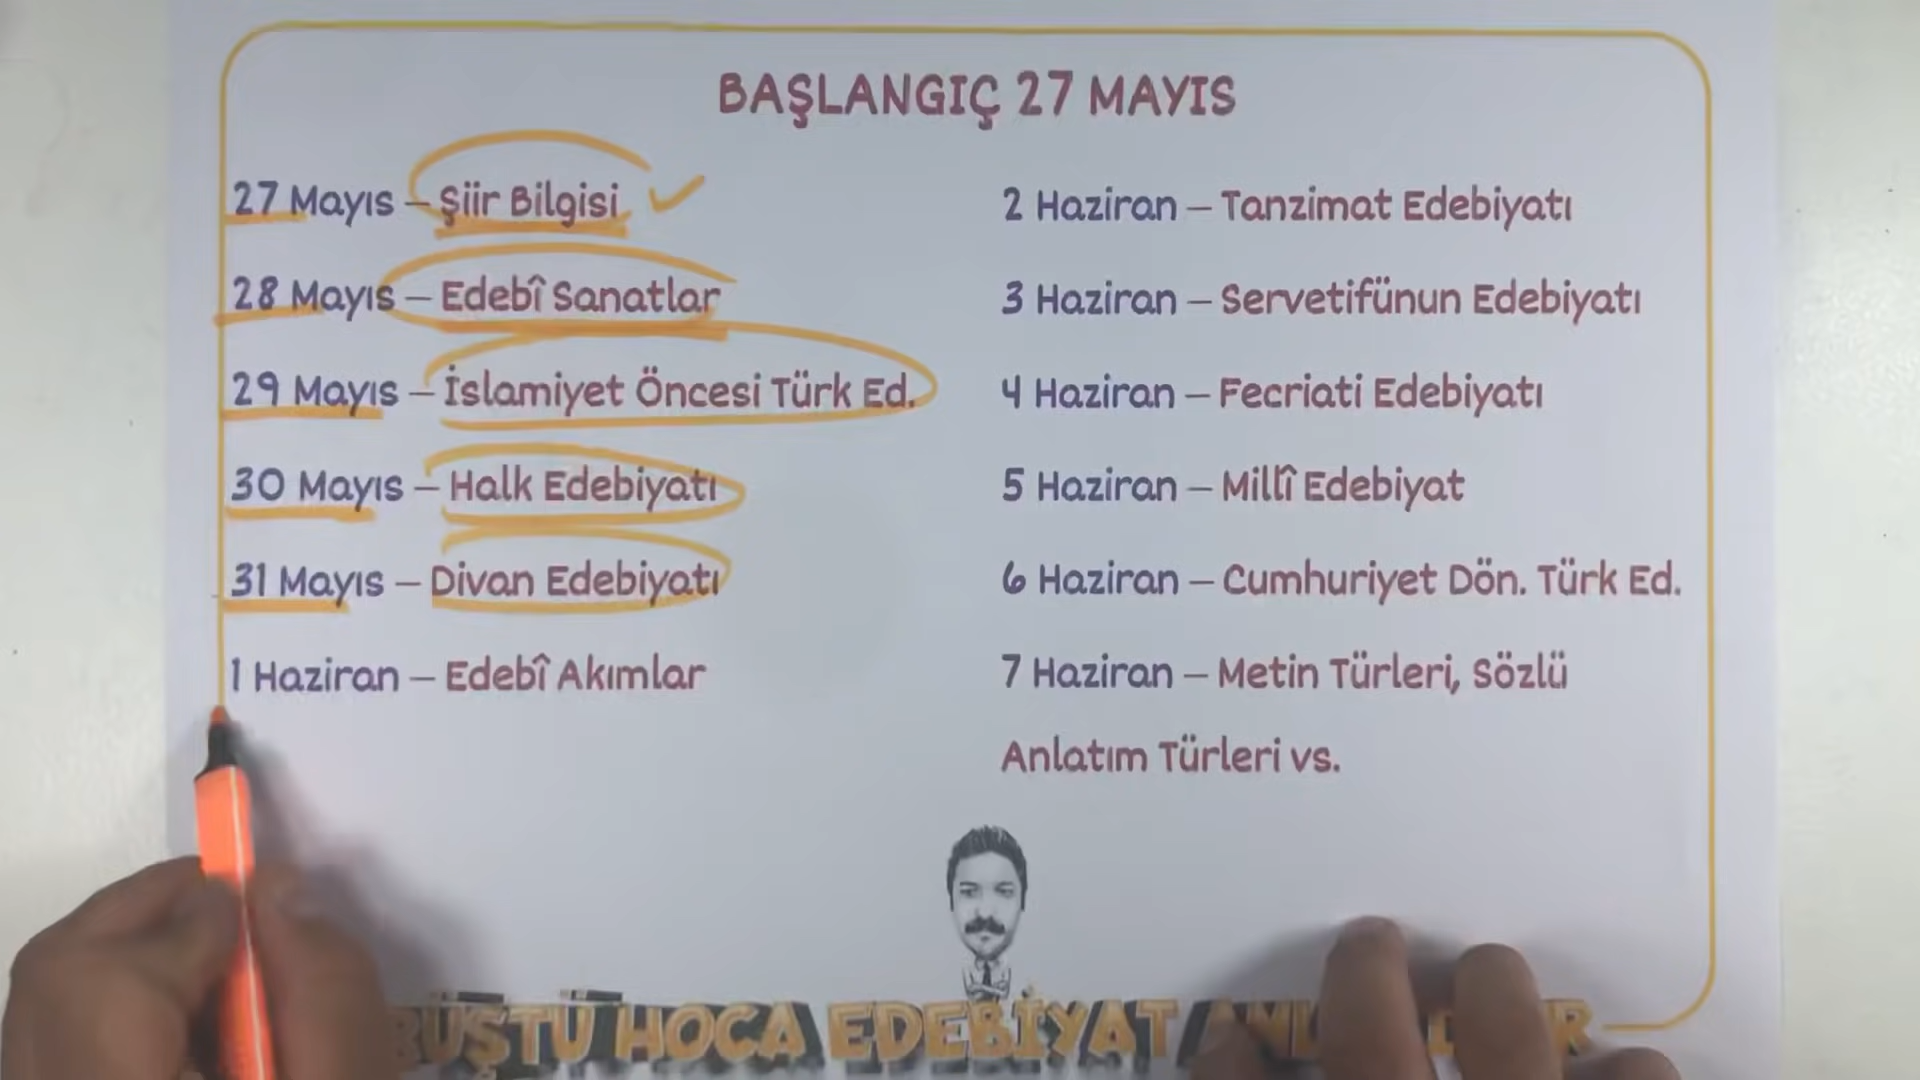 BAŞLANGIÇ 27 MAYIS
27 Mayıs – Şiir Bilgisi
28 Mayıs – Edebî Sanatlar
29 Mayıs – İslamiyet Öncesi Türk Ed.
30 Mayıs – Halk Edebiyatı
31 Mayıs – Divan Edebiyatı
1 Haziran – Edebî Akımlar
2 Haziran – Tanzimat Edebiyatı
3 Haziran – Servetifünun Edebiyatı
4 Haziran – Fecriati Edebiyatı
5 Haziran – Millî Edebiyat
6 Haziran – Cumhuriyet Dön. Türk Ed.
7 Haziran – Metin Türleri, Sözlü
Anlatım Türleri vs.
RÜŞTÜ HOCA EDEBİYAT